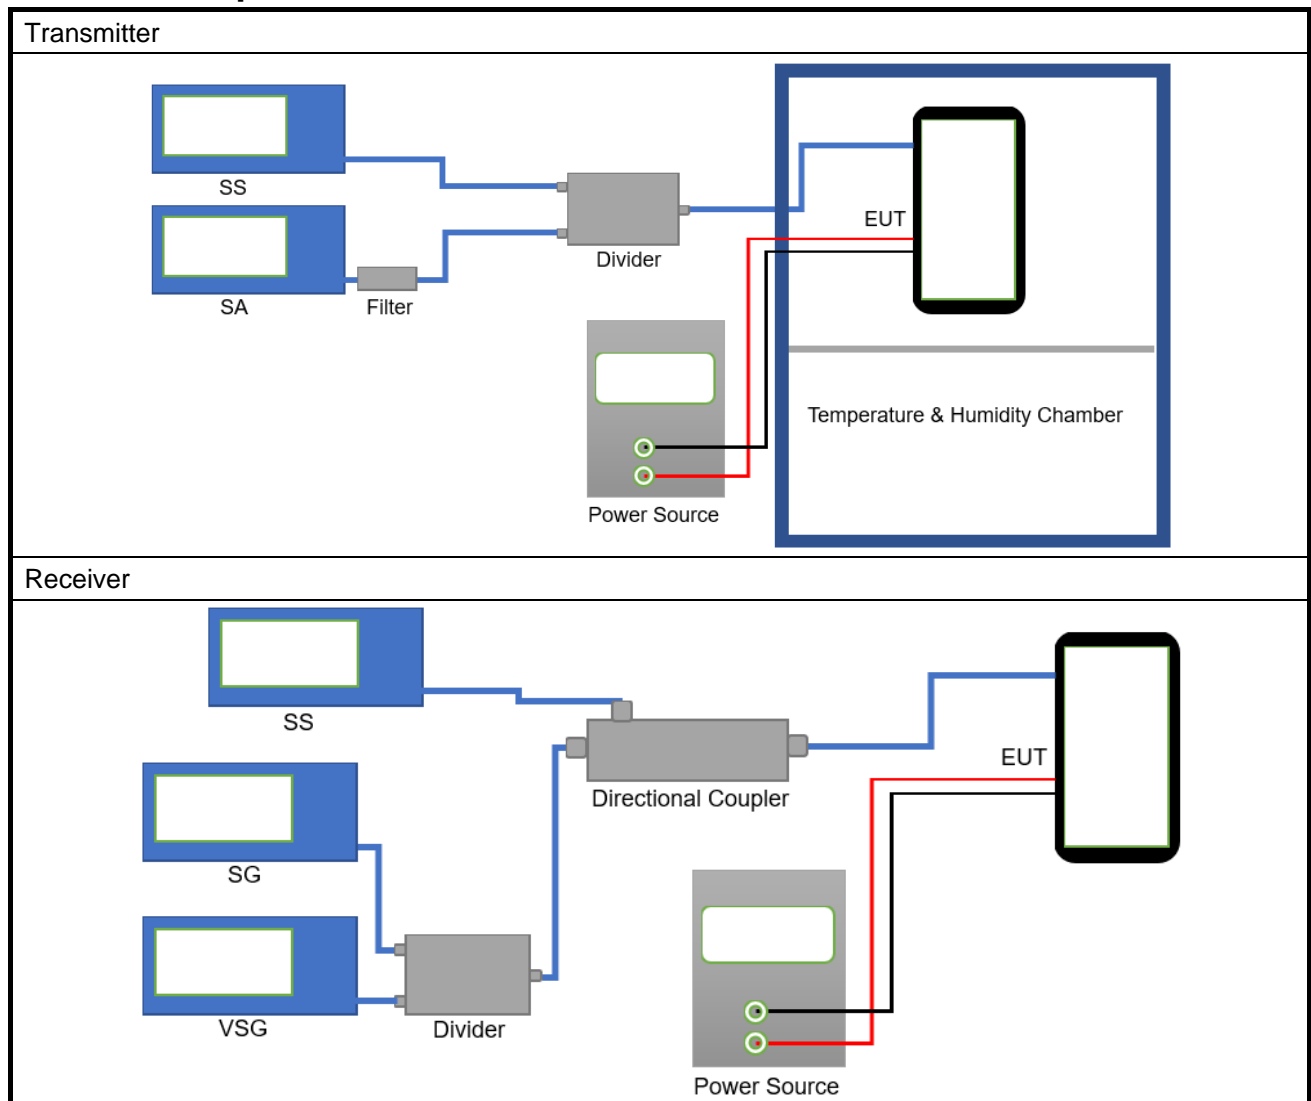 Transmitter
SS
SA
Filter
Divider
EUT
Power Source
Temperature & Humidity Chamber
Receiver
SS
SG
VSG
Divider
Directional Coupler
EUT
Power Source